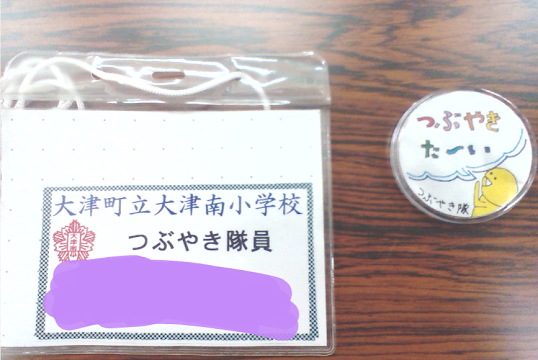 大津町立大津南小学校
つぶやき隊員
つぶやき
た〜い
つぶやき隊